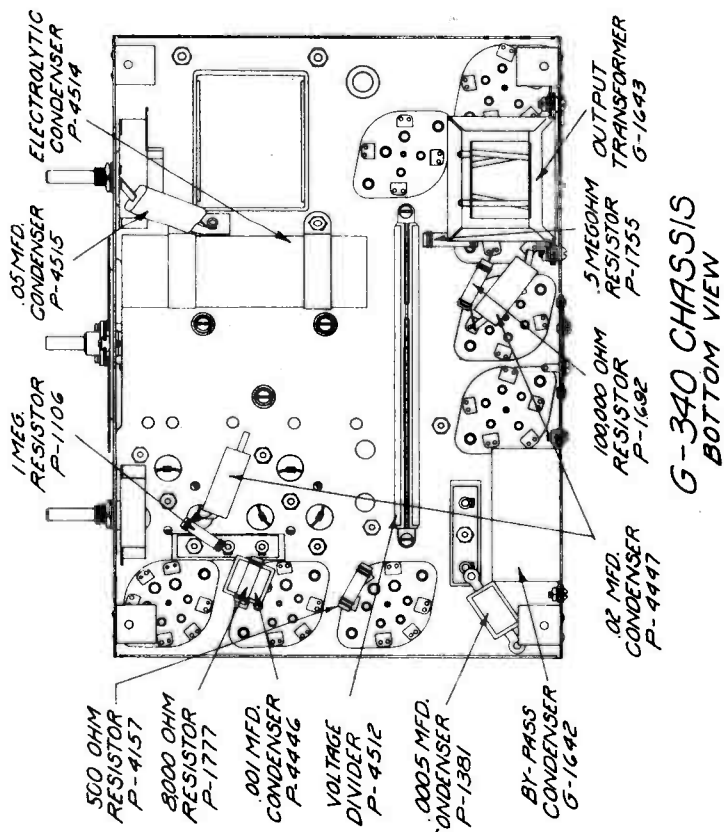 1 MEG.
RESISTOR
P-1106
.05 MFD.
CONDENSER
P-4515
ELECTROLYTIC
CONDENSER
P-4514
500 OHM
RESISTOR
P-4157
8,000 OHM
RESISTOR
P-1777
.001 MFD.
CONDENSER
P.4446
VOLTAGE
DIVIDER
P-4512
.0005 MFD.
CONDENSER
P-1381
BY-PASS
CONDENSER
G-1642
.02 MFD.
CONDENSER
P-4447
100,000 OHM
RESISTOR
P-1692
.5 MEGOHM
RESISTOR
P-1755
OUTPUT
TRANSFORMER
G-1643
G-340 CHASSIS
BOTTOM VIEW